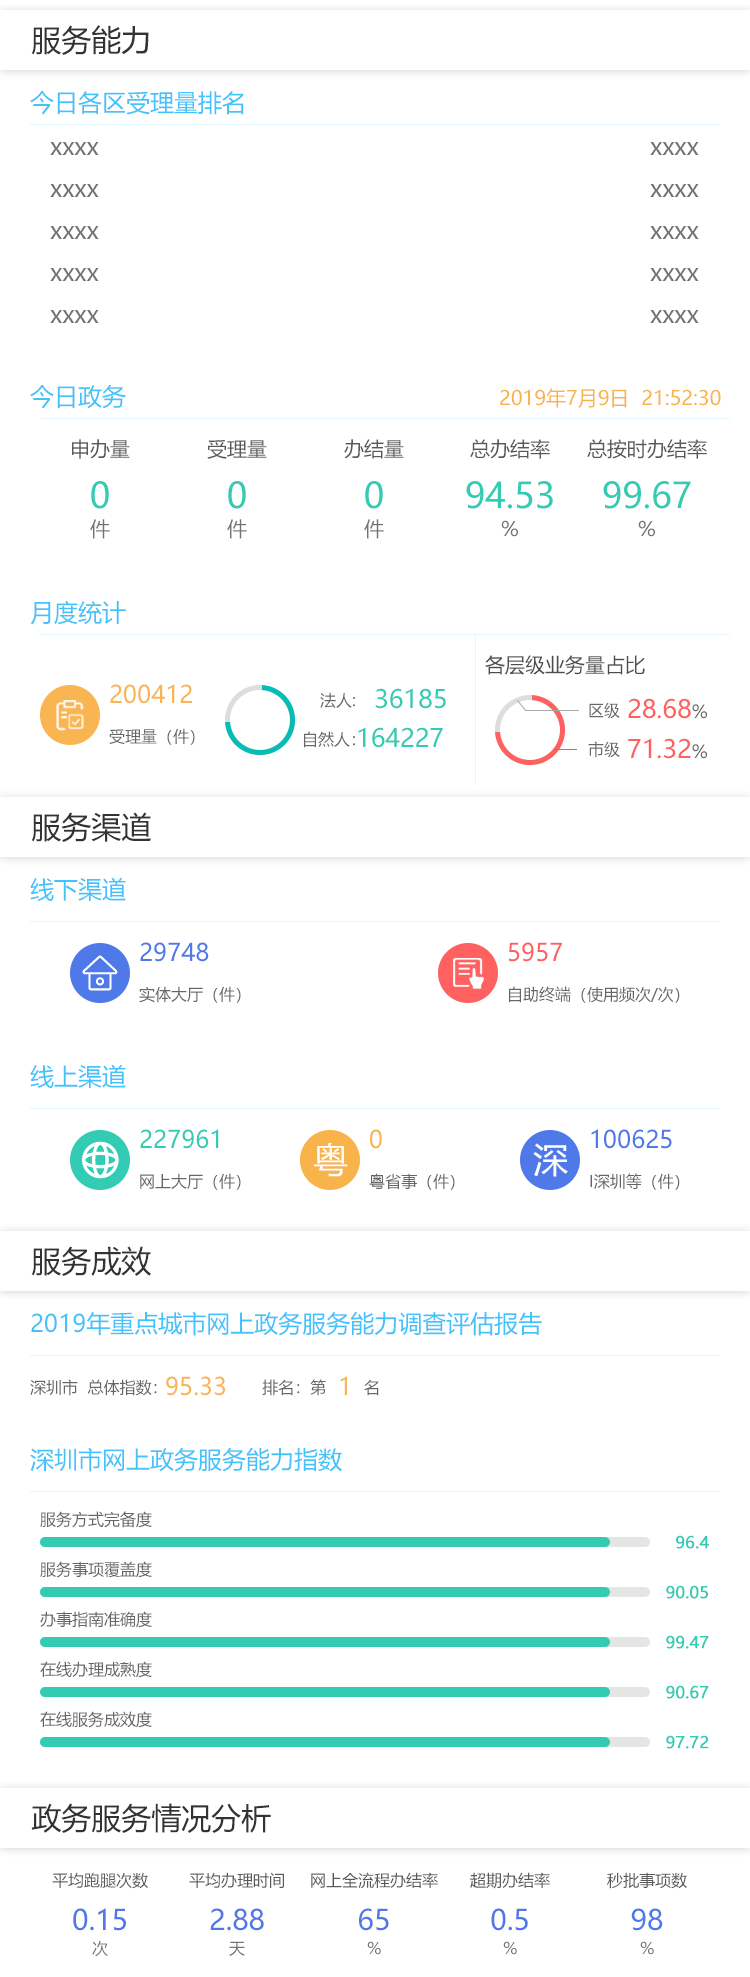 服务能力
今日各区受理量排名
xxxx xxxx
xxxx xxxx
xxxx xxxx
xxxx xxxx
xxxx xxxx
今日政务 2019年7月9日 21:52:30
申办量 受理量 办结量 总办结率 总按时办结率
0 0 0 94.53 99.67
件 件 件 % %
月度统计
各层级业务量占比
200412 法人: 36185 区级 28.68%
受理量（件） 自然人:164227 市级 71.32%
服务渠道
线下渠道
29748 5957
实体大厅（件） 自助终端（使用频次/次）
线上渠道
227961 粤 0 深 100625
网上大厅（件） 粤省事（件） I深圳等（件）
服务成效
2019年重点城市网上政务服务能力调查评估报告
深圳市 总体指数: 95.33 排名: 第 1 名
深圳市网上政务服务能力指数
服务方式完备度
96.4
服务事项覆盖度
90.05
办事指南准确度
99.47
在线办理成熟度
90.67
在线服务成效度
97.72
政务服务情况分析
平均跑腿次数 平均办理时间 网上全流程办结率 超期办结率 秒批事项数
0.15 2.88 65 0.5 98
次 天 % % %